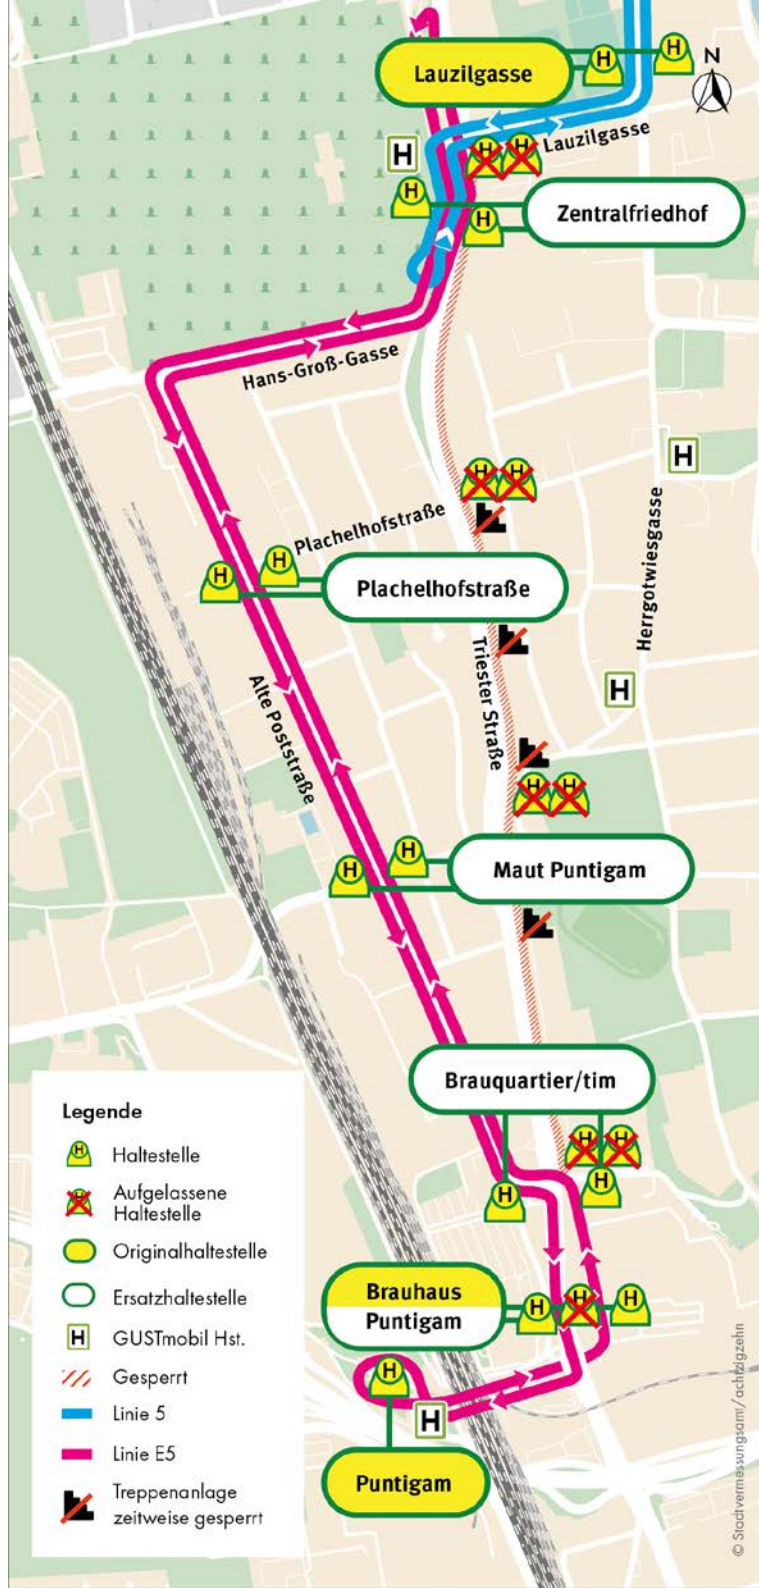 Lauzilgasse
H
H
N
H
H
H
Lauzilgasse
H
Zentralfriedhof
H
Hans-Groß-Gasse
H
H
H
Plachelhofstraße
H
H
Plachelhofstraße
Herrgotwiesgasse
Triester Straße
H
Alte Poststraße
H
H
H
H
Maut Puntigam
Brauquartier/tim
H
H
H
H
Legende
H Haltestelle
H Aufgelassene
Haltestelle
Originalhaltestelle
Ersatzhaltestelle
H GUSTmobil Hst.
Gesperrt
Linie 5
Linie E5
Treppenanlage
zeitweise gesperrt
Brauhaus
Puntigam
H
H
H
H
H
Puntigam
© Stadtvermessungsamt/achtzigzehn